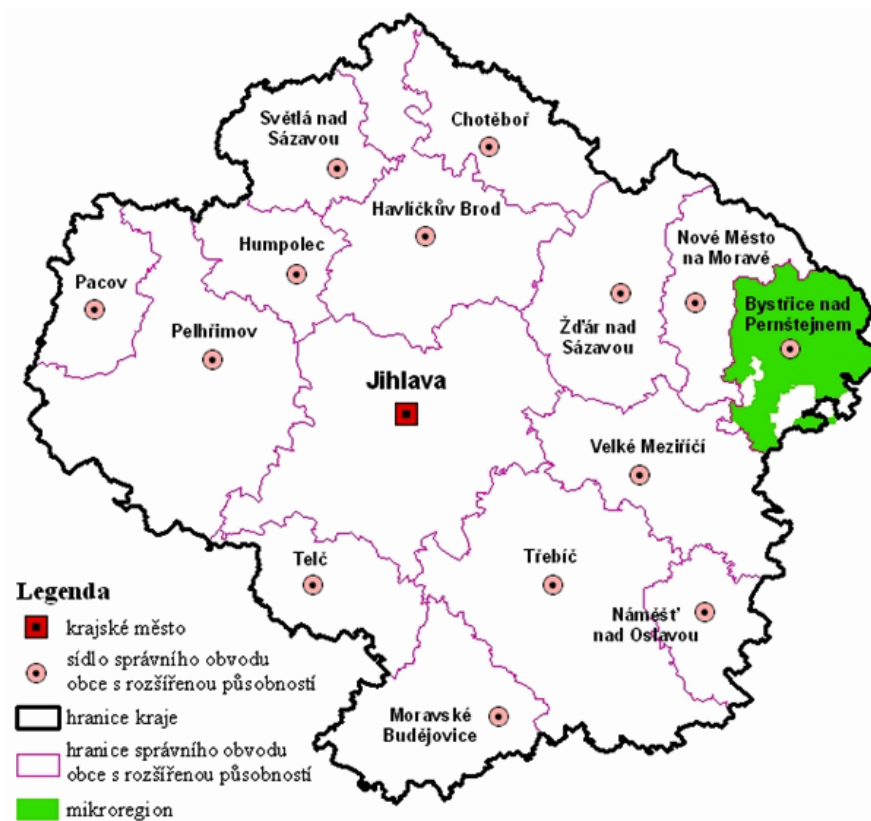 Světlá nad
Sázavou
Chotěboř
Havlíčkův Brod
Humpolec
Nové Město
na Moravě
Pacov
Bystřice nad
Pernštejnem
Pelhřimov
Žďár nad
Sázavou
Jihlava
Velké Meziříčí
Telč
Třebíč
Náměšť
nad Oslavou
Moravské
Budějovice
Legenda
krajské město
sídlo správního obvodu
obce s rozšířenou působností
hranice kraje
hranice správního obvodu
obce s rozšířenou působností
mikroregion